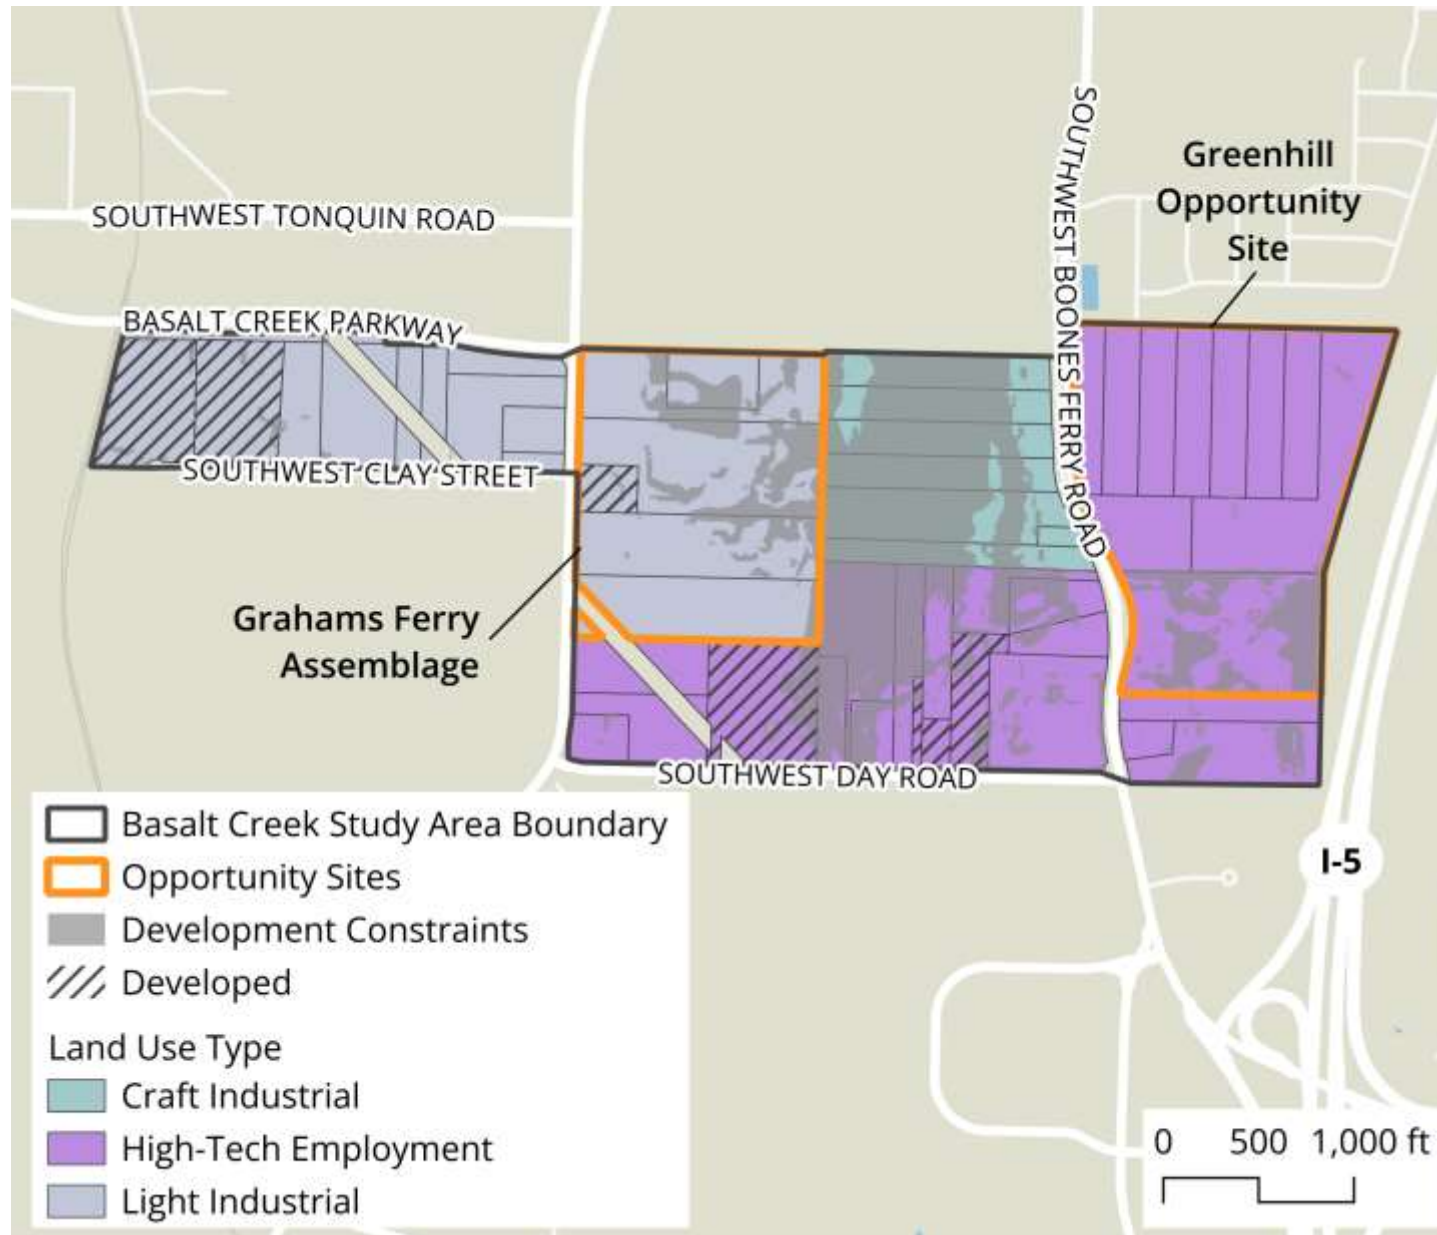 SOUTHWEST BOONES FERRY ROAD
Greenhill
Opportunity
Site
SOUTHWEST TONQUIN ROAD
BASALT CREEK PARKWAY
SOUTHWEST CLAY STREET
Grahams Ferry
Assemblage
SOUTHWEST DAY ROAD
Basalt Creek Study Area Boundary
Opportunity Sites
Development Constraints
Developed
Land Use Type
Craft Industrial
High-Tech Employment
Light Industrial
I-5
0 500 1,000 ft